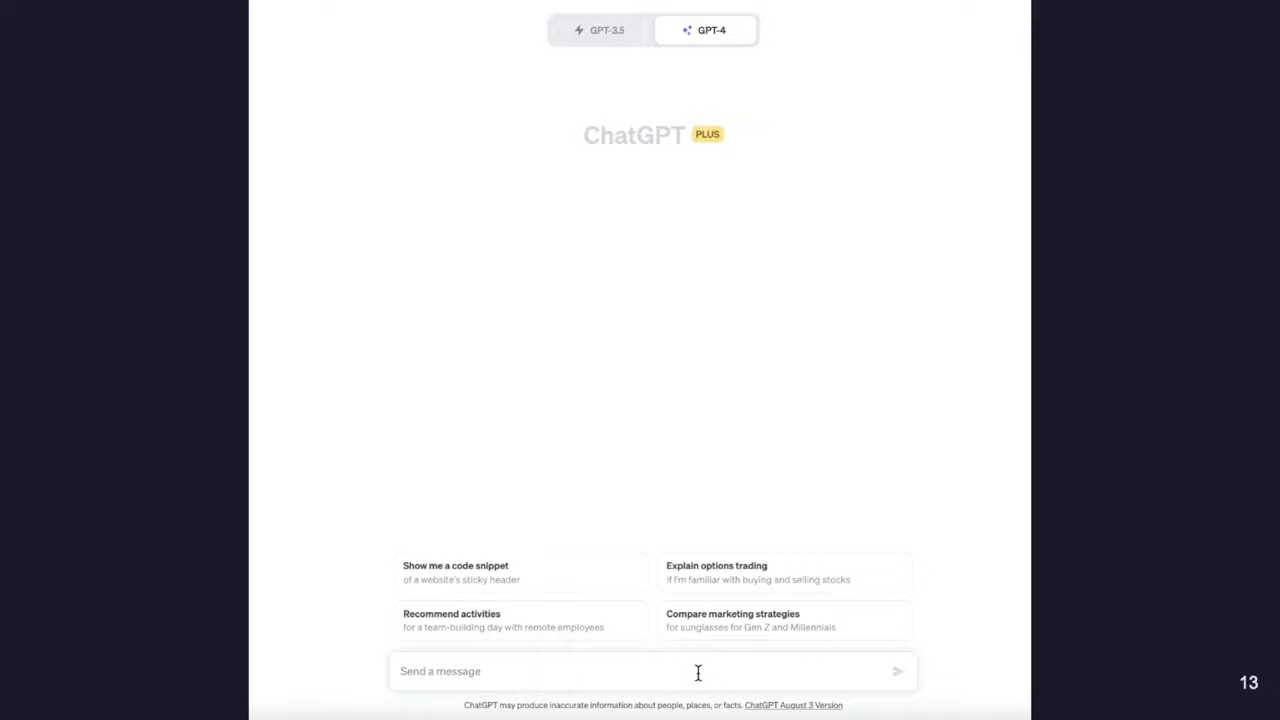 GPT-3.5 GPT-4
ChatGPT PLUS
Show me a code snippet
of a website's sticky header
Explain options trading
if I'm familiar with buying and selling stocks
Recommend activities
for a team-building day with remote employees
Compare marketing strategies
for sunglasses for Gen Z and Millennials
Send a message
ChatGPT may produce inaccurate information about people, places, or facts. ChatGPT August 3 Version
13